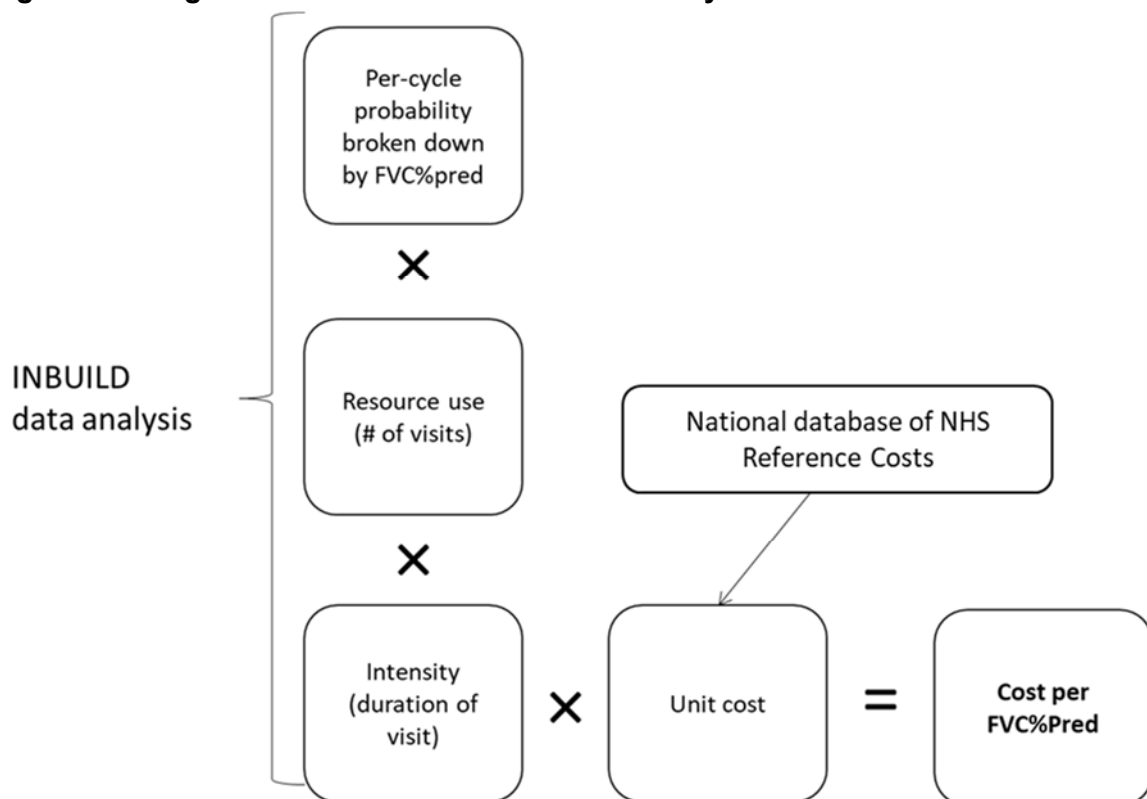 Per-cycle
probability
broken down
by FVC%pred
×
INBUILD
data analysis
Resource use
(# of visits)
National database of NHS
Reference Costs
×
Intensity
(duration of
visit)
×
Unit cost
=
Cost per
FVC%Pred